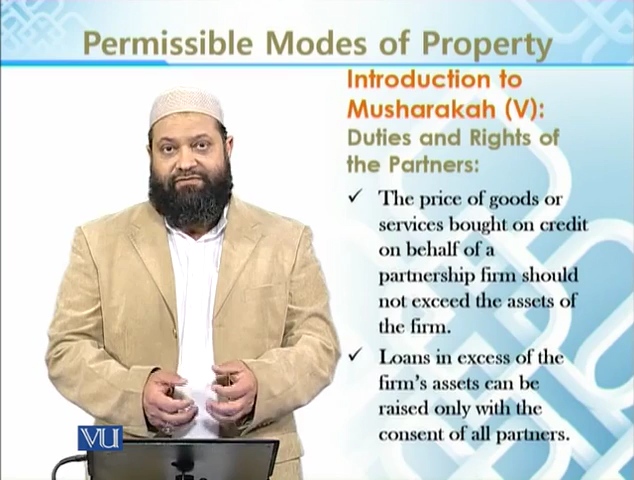 Permissible Modes of Property
Introduction to
Musharakah (V):
Duties and Rights of
the Partners:
✓ The price of goods or
services bought on credit
on behalf of a
partnership firm should
not exceed the assets of
the firm.
✓ Loans in excess of the
firm's assets can be
raised only with the
consent of all partners.
VU